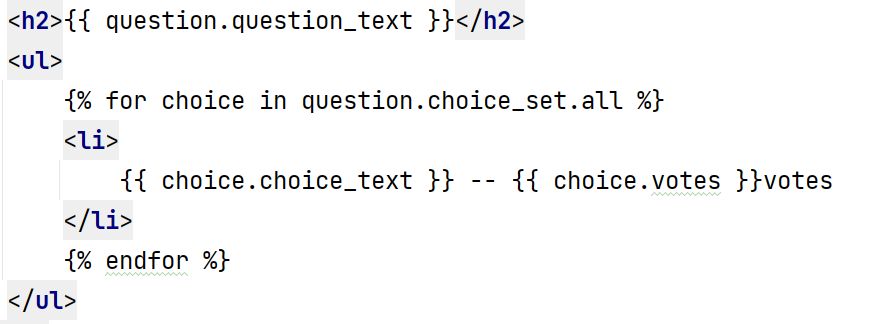 <h2>{{ question.question_text }}</h2>
<ul>
    {% for choice in question.choice_set.all %}
    <li>
        {{ choice.choice_text }} -- {{ choice.votes }}votes
    </li>
    {% endfor %}
</ul>